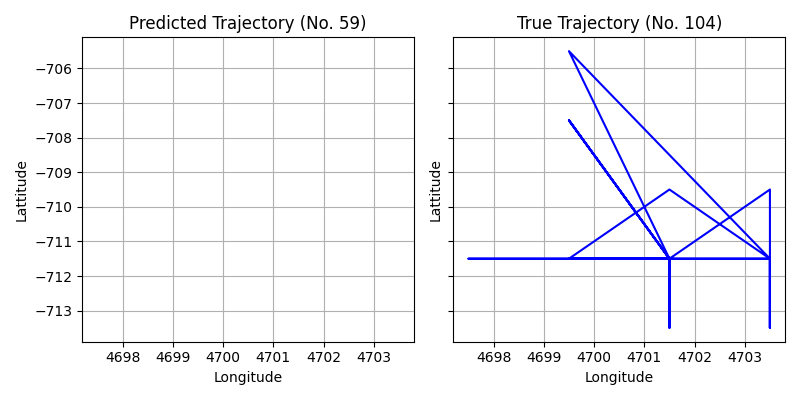 Predicted Trajectory (No. 59)
True Trajectory (No. 104)
Lattitude
−706
−707
−708
−709
−710
−711
−712
−713
4698 4699 4700 4701 4702 4703
Longitude
Lattitude
4698 4699 4700 4701 4702 4703
Longitude